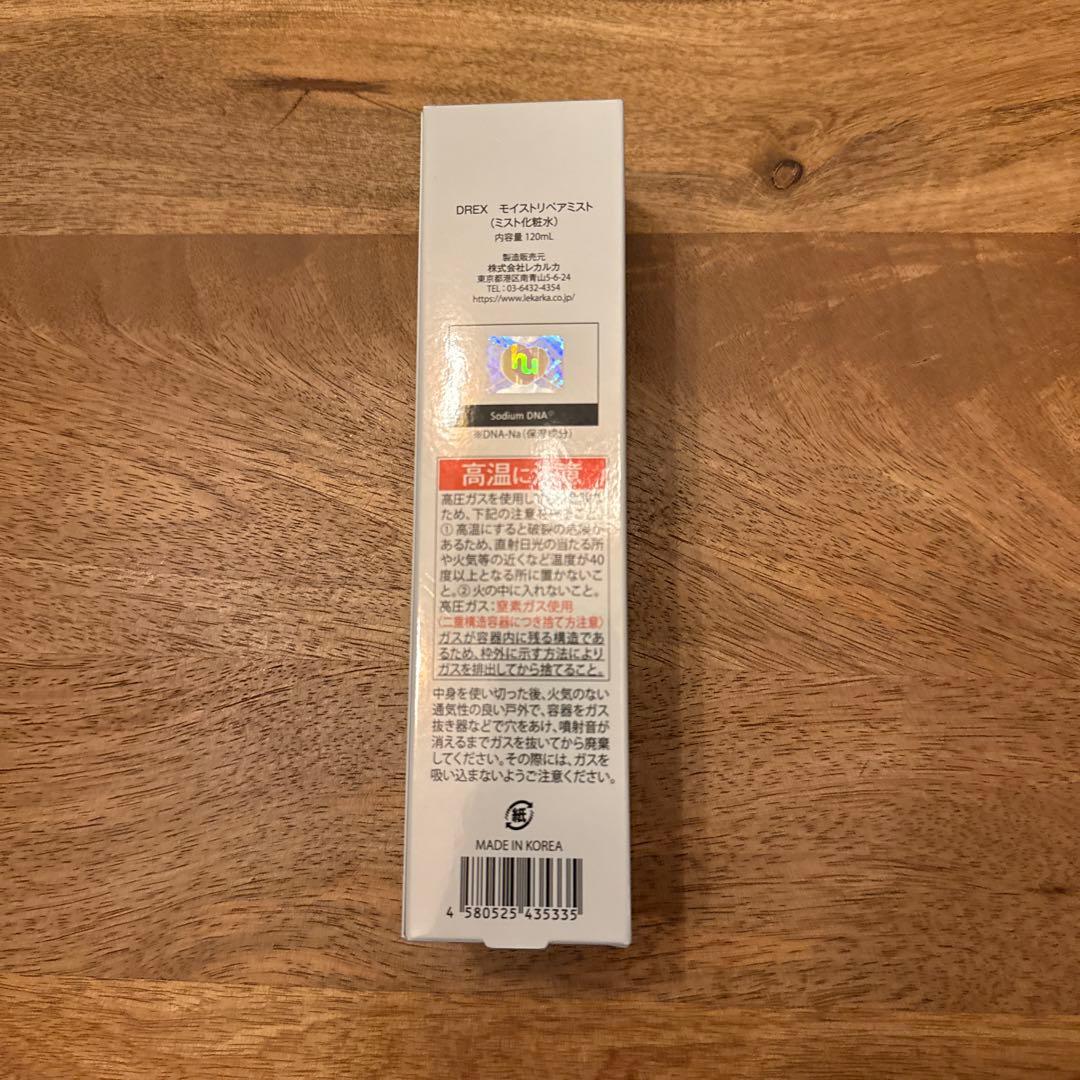 DREX モイストリペアミスト
(ミスト化粧水)
内容量 120mL
製造販売元
株式会社レカルカ
東京都港区南青山5-6-24
TEL：03-6432-4354
https://www.lekarka.co.jp/
hu
Sodium DNA
※DNA-Na（保湿成分）
高温に注意
高圧ガスを使用し
ため、下記の注意を
①高温にすると破裂の危険が
あるため、直射日光の当たる所
や火気等の近くなど温度が40
度以上となる所に置かないこ
と。②火の中に入れないこと。
高圧ガス：窒素ガス使用
〈二重構造容器につき捨て方注意〉
ガスが容器内に残る構造であ
るため、枠外に示す方法により
ガスを排出してから捨てること。
中身を使い切った後、火気のない
通気性の良い戸外で、容器をガス
抜き器などで穴をあけ、噴射音が
消えるまでガスを抜いてから廃棄
してください。その際には、ガスを
吸い込まないようご注意ください。
紙
MADE IN KOREA
4 580525 435335